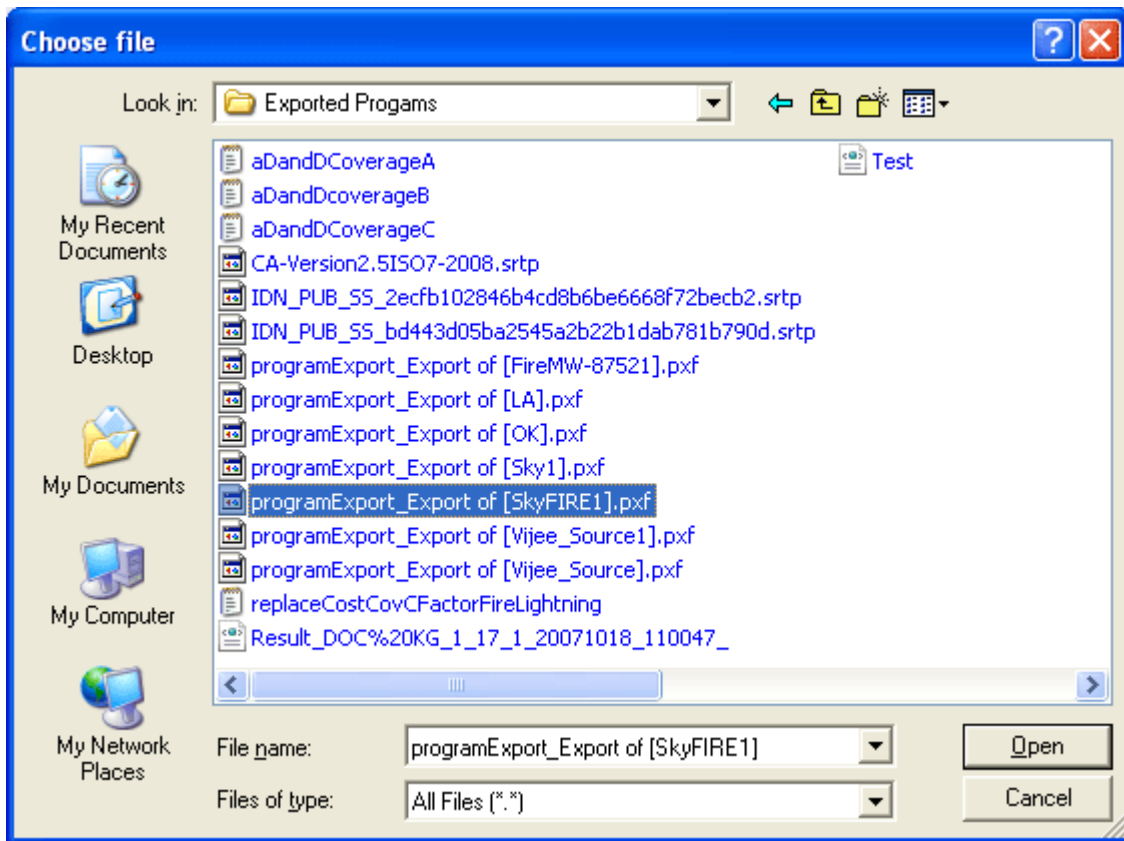 Choose file
Look in:
Exported Progams
My Recent
Documents
Desktop
My Documents
My Computer
My Network
Places
aDandDCoverageA
aDandDcoverageB
aDandDCoverageC
CA-Version2.5ISO7-2008.srtp
IDN_PUB_SS_2ecfb102846b4cd8b6be6668f72becb2.srtp
IDN_PUB_SS_bd443d05ba2545a2b22b1dab781b790d.srtp
programExport_Export of [FireMW-87521].pxf
programExport_Export of [LA].pxf
programExport_Export of [OK].pxf
programExport_Export of [Sky1].pxf
programExport_Export of [SkyFIRE1].pxf
programExport_Export of [Vijee_Source1].pxf
programExport_Export of [Vijee_Source].pxf
replaceCostCovCFactorFireLightning
Result_DOC%20KG_1_17_1_20071018_110047_
Test
File name:
programExport_Export of [SkyFIRE1]
Open
Files of type:
All Files (*.*)
Cancel